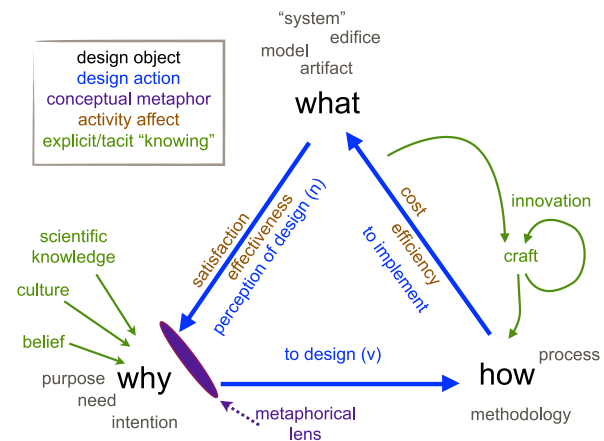 “system”
edifice
model
artifact
what
design object
design action
conceptual metaphor
activity affect
explicit/tacit “knowing”
satisfaction
effectiveness
perception of design (n)
cost
efficiency
to implement
innovation
craft
scientific
knowledge
culture
belief
purpose
need
intention
why
to design (v)
metaphorical
lens
how
process
methodology